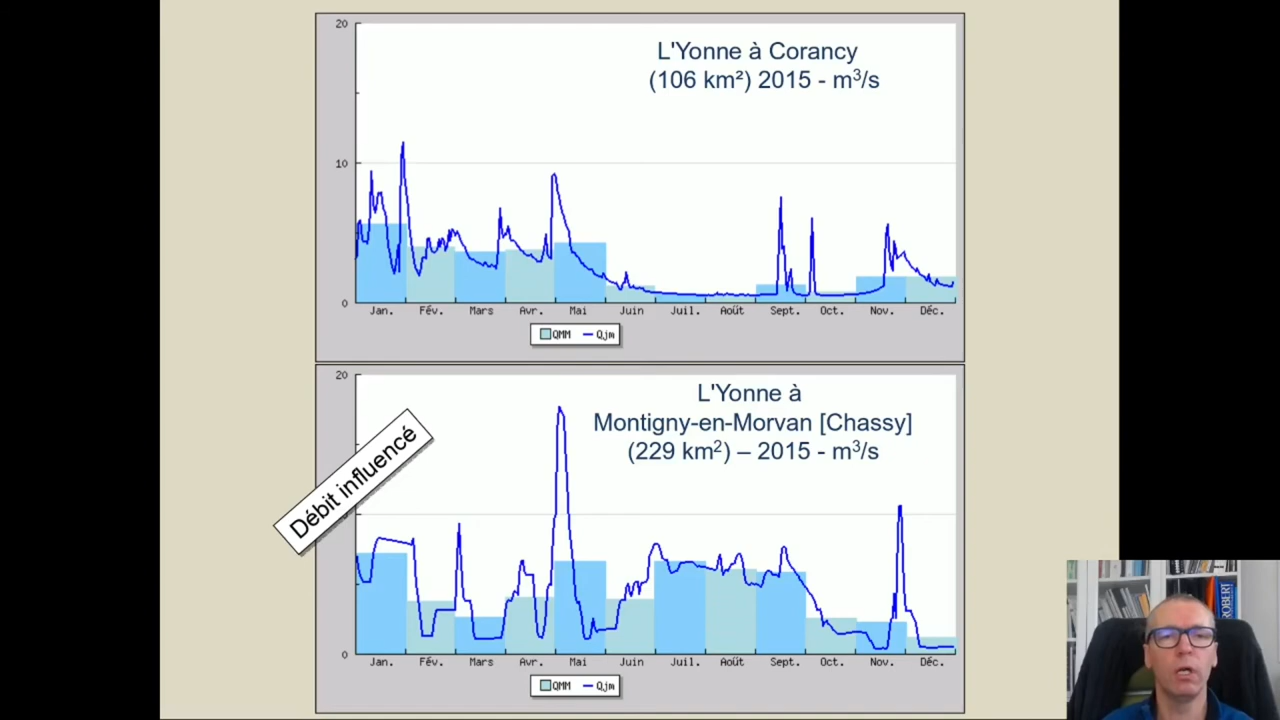 20
L'Yonne à Corancy
(106 km²) 2015 - m³/s
10
0
Jan. Fév. Mars Avr. Mai Juin Juil. Août Sept. Oct. Nov. Déc.
QMM Qjm
20
L'Yonne à
Montigny-en-Morvan [Chassy]
(229 km²) – 2015 - m³/s
Débit influencé
0
Jan. Fév. Mars Avr. Mai Juin Juil. Août Sept. Oct. Nov. Déc.
QMM Qjm
ROBERT